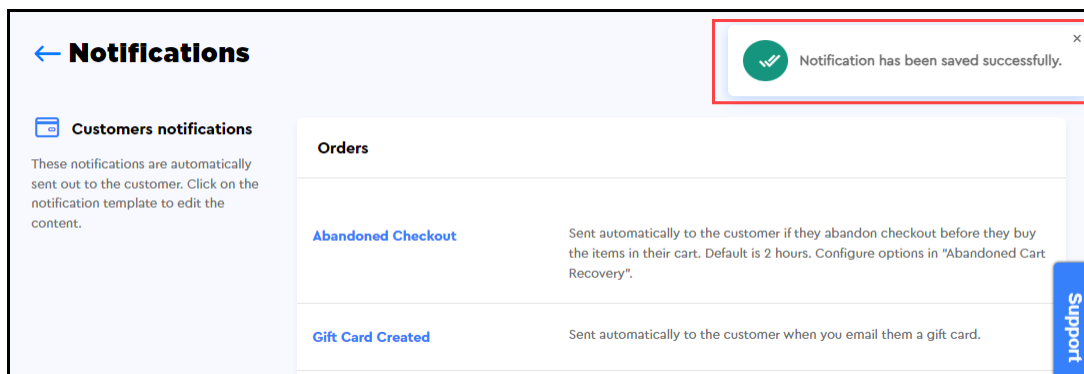 ← Notifications
Notification has been saved successfully.
×
Customers notifications
These notifications are automatically
sent out to the customer. Click on the
notification template to edit the
content.
Orders
Abandoned Checkout
Sent automatically to the customer if they abandon checkout before they buy
the items in their cart. Default is 2 hours. Configure options in "Abandoned Cart
Recovery".
Gift Card Created
Sent automatically to the customer when you email them a gift card.
Support